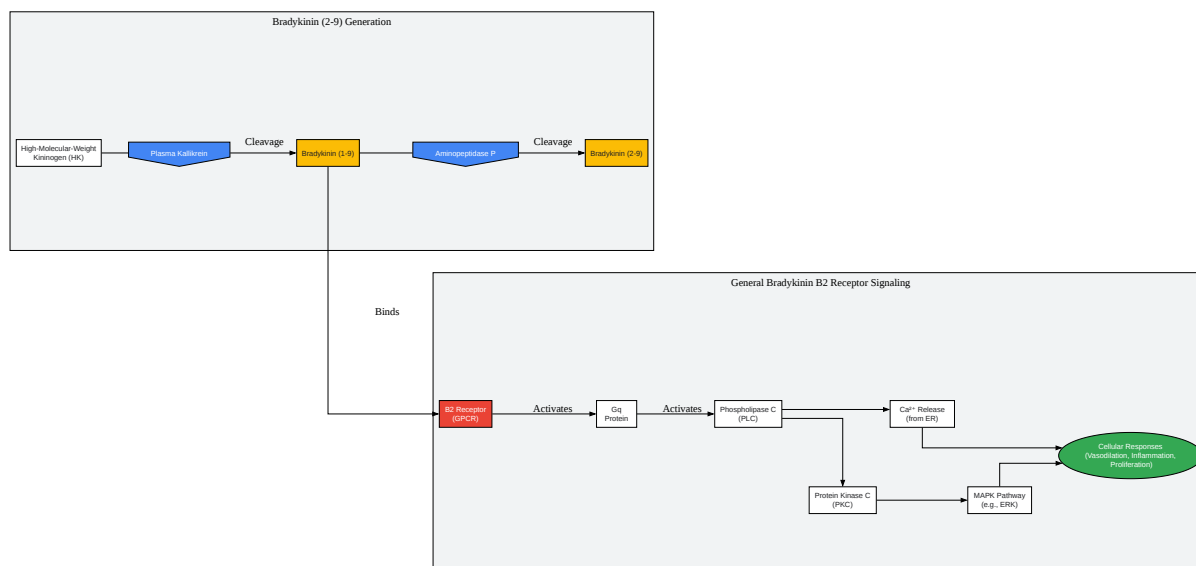 Bradykinin (2-9) Generation
High-Molecular-Weight
Kininogen (HK)
Plasma Kallikrein
Cleavage
Bradykinin (1-9)
Aminopeptidase P
Cleavage
Bradykinin (2-9)
Binds
General Bradykinin B2 Receptor Signaling
B2 Receptor
(GPCR)
Activates
Gq
Protein
Activates
Phospholipase C
(PLC)
Ca²⁺ Release
(from ER)
Protein Kinase C
(PKC)
MAPK Pathway
(e.g., ERK)
Cellular Responses
(Vasodilation, Inflammation,
Proliferation)